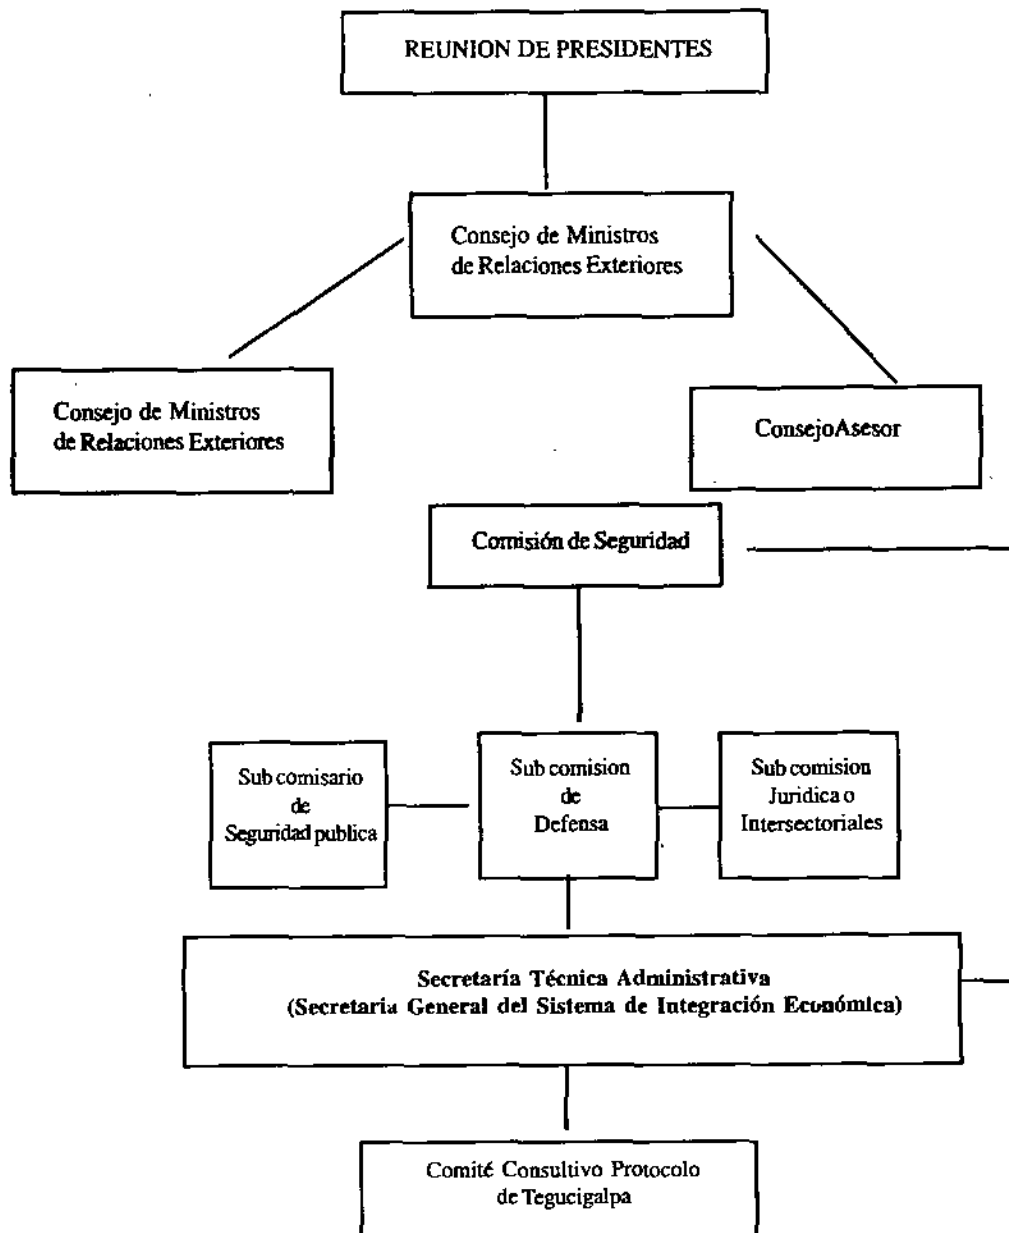 REUNION DE PRESIDENTES
Consejo de Ministros
de Relaciones Exteriores
Consejo de Ministros
de Relaciones Exteriores
ConsejoAsesor
Comisión de Seguridad
Sub comisario
de
Seguridad publica
Sub comision
de
Defensa
Sub comision
Juridica o
Intersectoriales
Secretaría Técnica Administrativa
(Secretaria General del Sistema de Integración Económica)
Comité Consultivo Protocolo
de Tegucigalpa